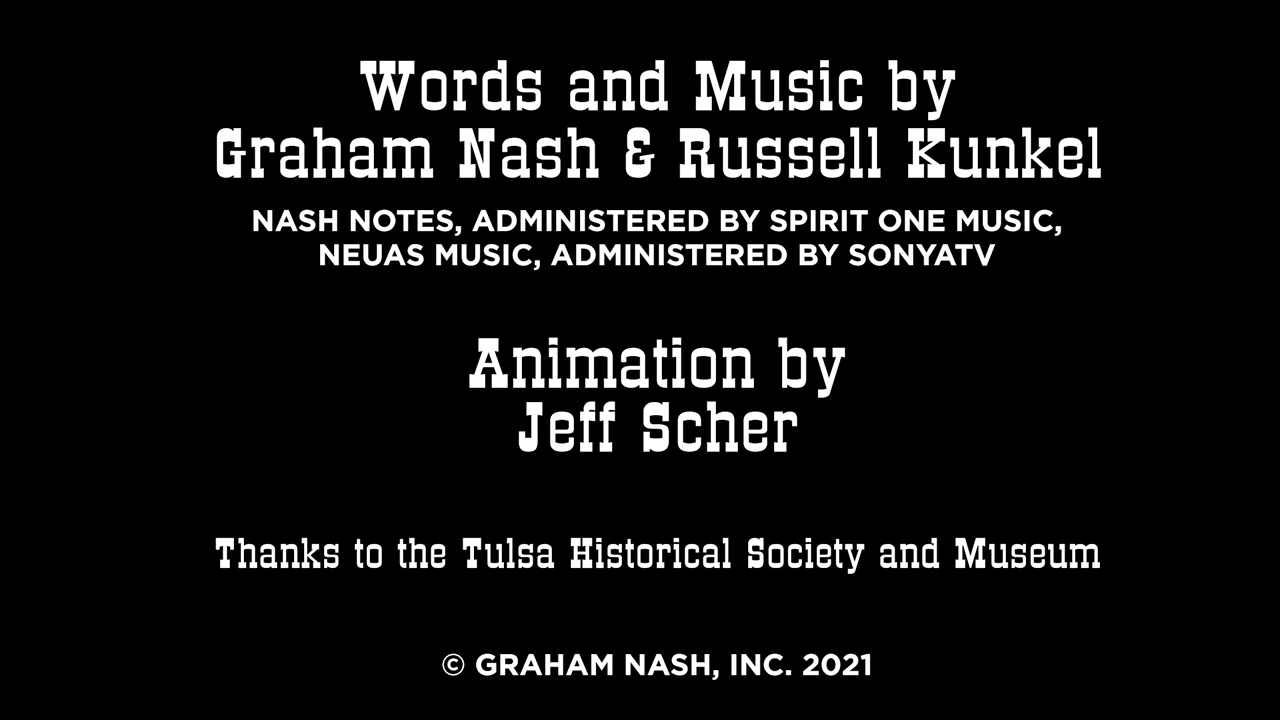 Words and Music by
Graham Nash & Russell Kunkel
NASH NOTES, ADMINISTERED BY SPIRIT ONE MUSIC,
NEUAS MUSIC, ADMINISTERED BY SONYATV
Animation by
Jeff Scher
Thanks to the Tulsa Historical Society and Museum
© GRAHAM NASH, INC. 2021